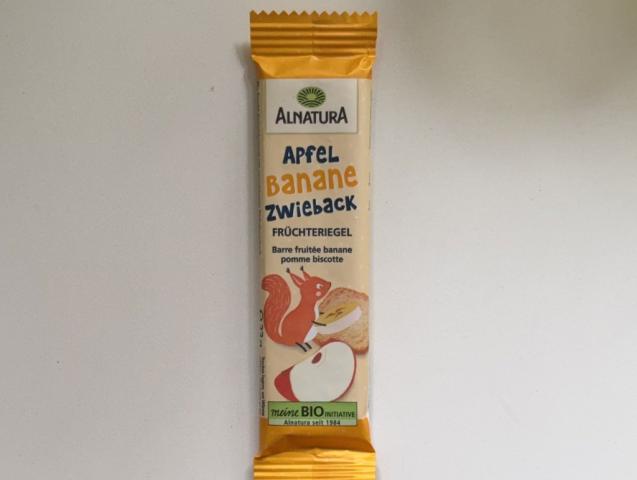 ALNATURA
APFEL
BANANE
ZWIEBACK
FRÜCHTERIEGEL
Barre fruitée banane
pomme biscotte
meine BIO INITIATIVE
Alnatura seit 1984